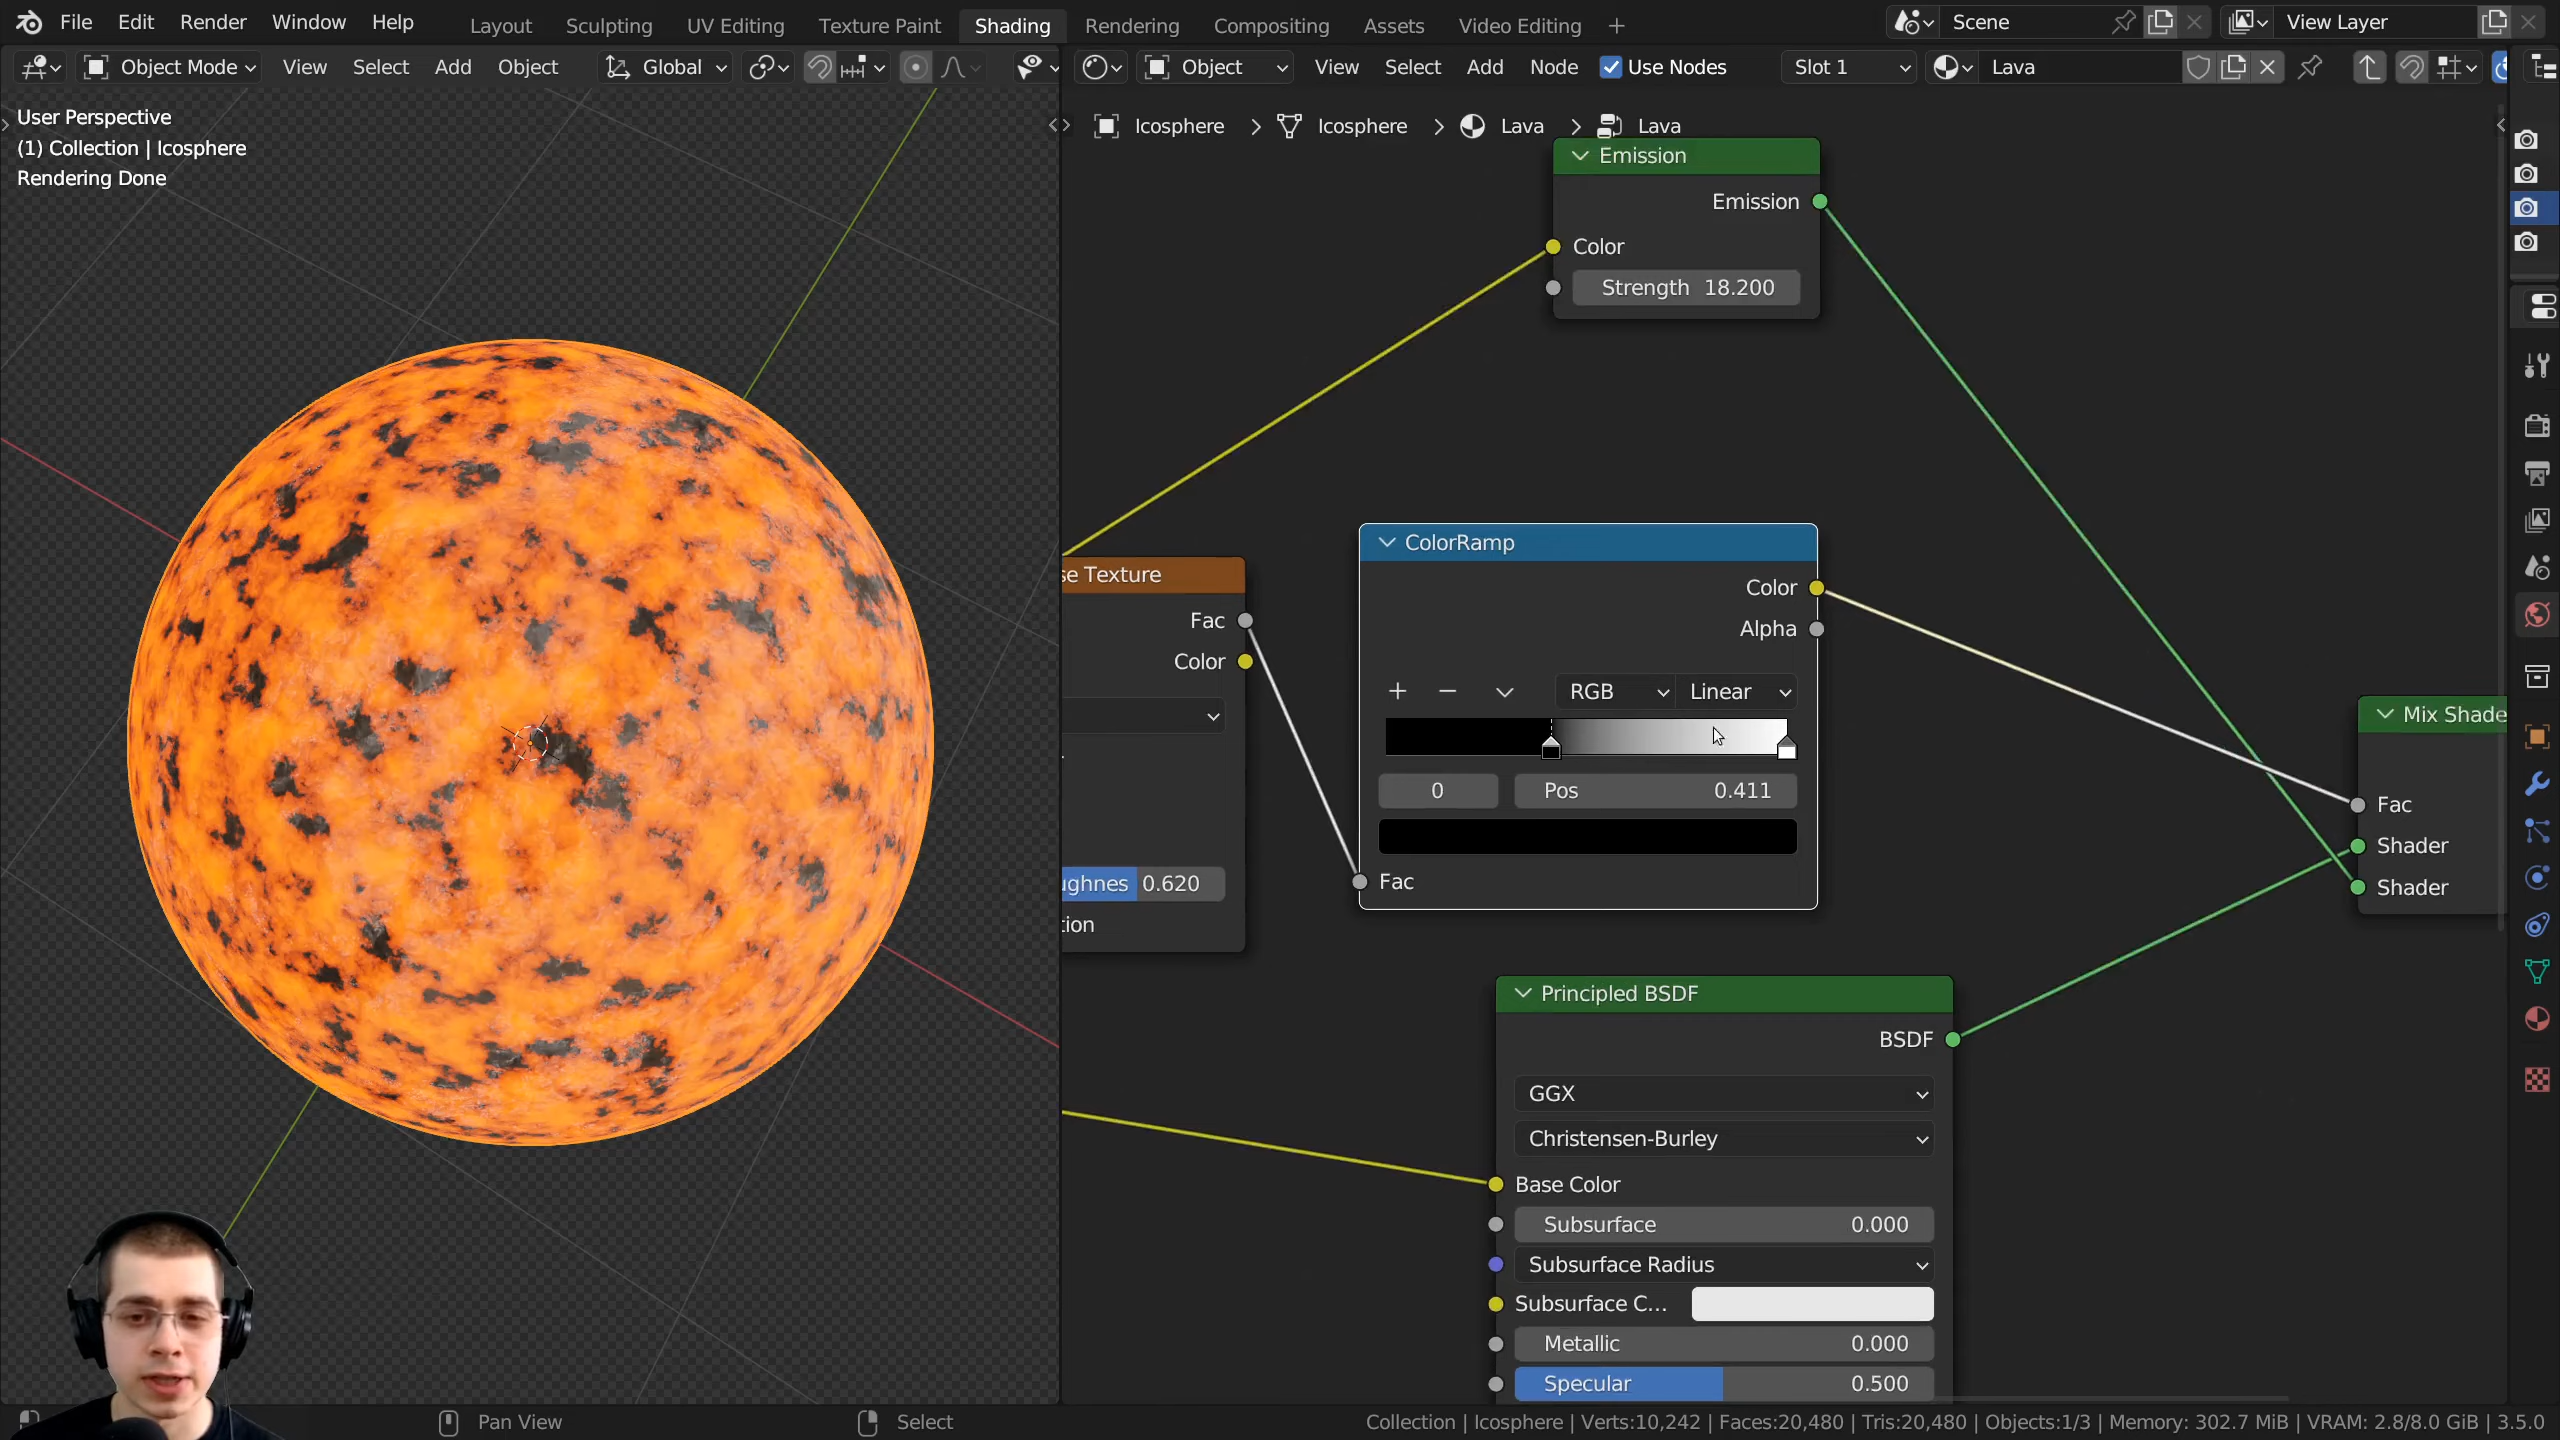 File Edit Render Window Help Layout Sculpting UV Editing Texture Paint Shading Rendering Compositing Assets Video Editing + Scene View Layer
Object Mode View Select Add Object Global Object View Select Add Node Use Nodes Slot 1 Lava
User Perspective
(1) Collection | Icosphere
Rendering Done
Icosphere > Icosphere > Lava > Lava
Emission
Emission
Color
Strength 18.200
se Texture
Fac
Color
ughnes 0.620
tion
ColorRamp
Color
Alpha
RGB Linear
0 Pos 0.411
Fac
Mix Shade
Fac
Shader
Shader
Principled BSDF
BSDF
GGX
Christensen-Burley
Base Color
Subsurface 0.000
Subsurface Radius
Subsurface C...
Metallic 0.000
Specular 0.500
Pan View Select Collection | Icosphere | Verts:10,242 | Faces:20,480 | Tris:20,480 | Objects:1/3 | Memory: 302.7 MiB | VRAM: 2.8/8.0 GiB | 3.5.0